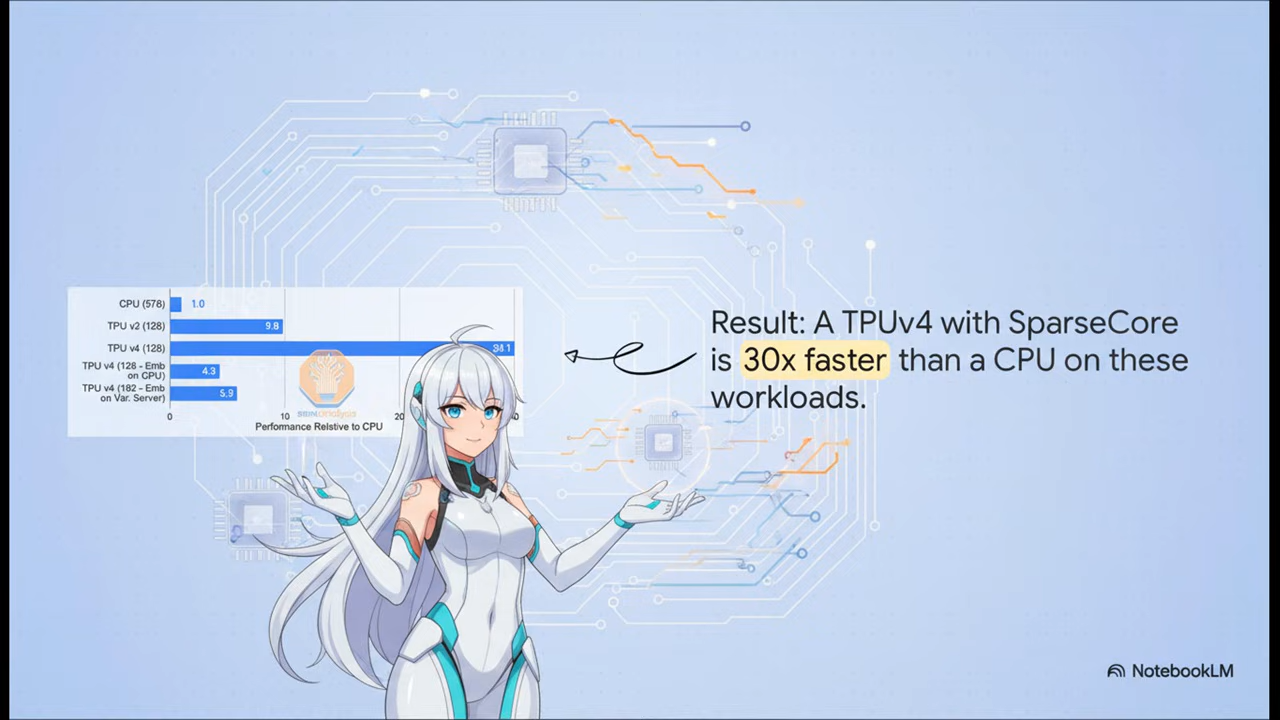 CPU (578)
1.0
TPU v2 (128)
9.8
TPU v4 (128)
TPU v4 (128 - Emb
on CPU)
4.3
TPU v4 (182 - Emb
on Var. Server)
5.9
0
10
Performance Relstive to CPU
Result: A TPUv4 with SparseCore
is 30x faster than a CPU on these
workloads.
NotebookLM